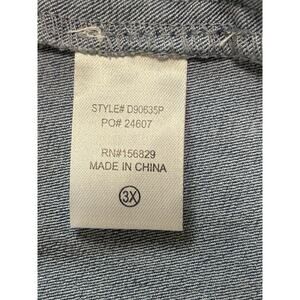 STYLE# D90635P
PO# 24607
RN#156829
MADE IN CHINA
3X